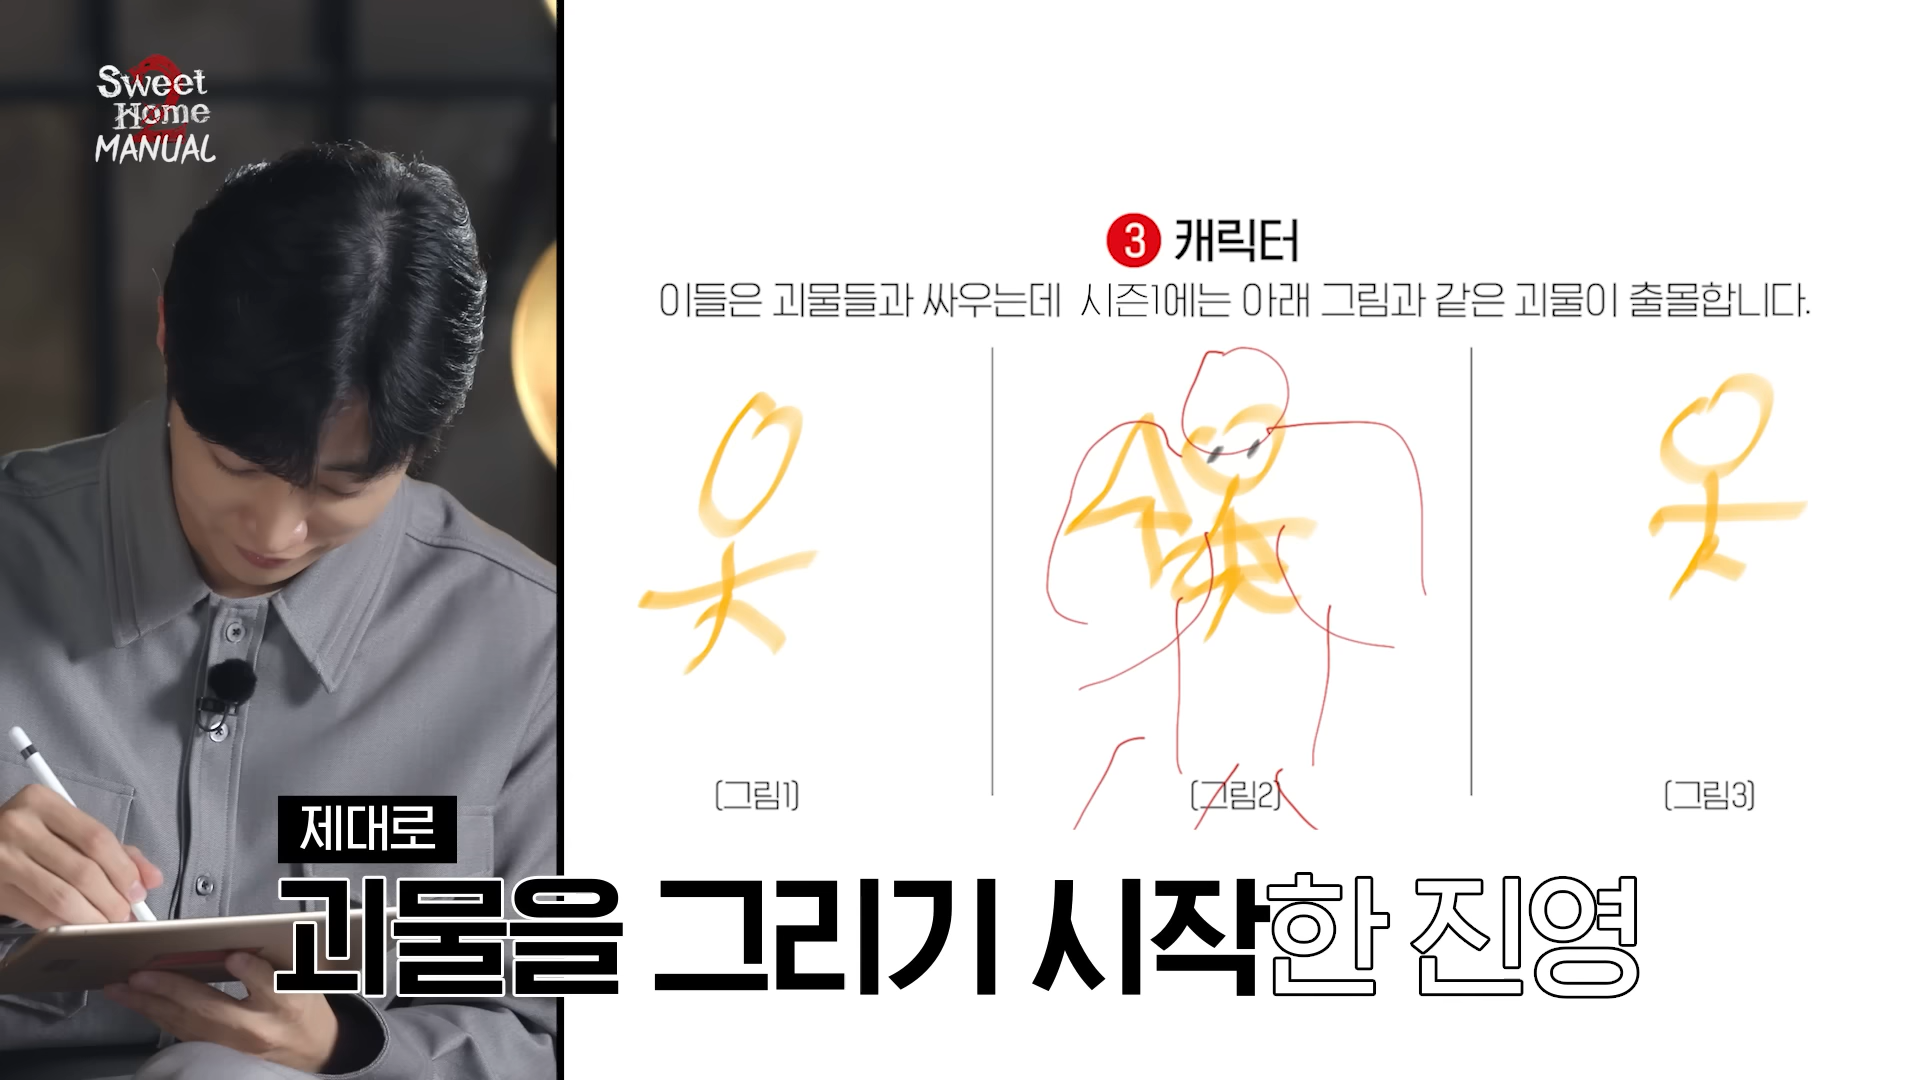 Sweet
Home
2
MANUAL
3 캐릭터
이들은 괴물들과 싸우는데 시즌1에는 아래 그림과 같은 괴물이 출몰합니다.
(그림1)
(그림2)
(그림3)
제대로
괴물을 그리기 시작한 진영